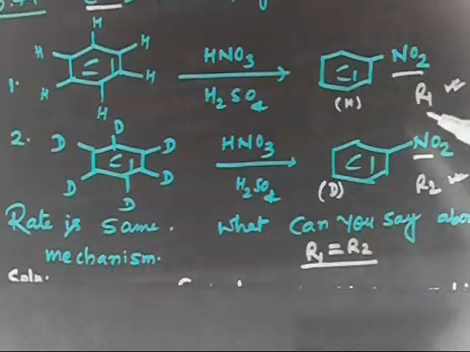 H
H H HNO3 NO2
1. H H H2SO4 (H) R1
H
D
2. D D HNO3 NO2
D D H2SO4 (D) R2
D
Rate is same. What can you say
mechanism. R1 = R2
Soln.